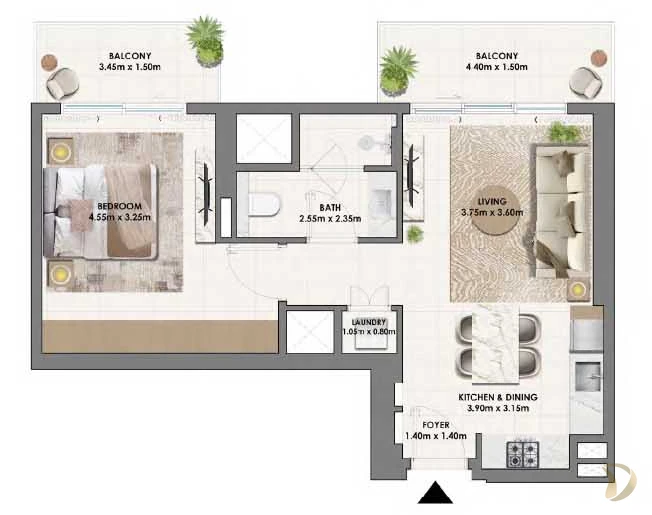 BALCONY
3.45m x 1.50m
BALCONY
4.40m x 1.50m
BEDROOM
4.55m x 3.25m
BATH
2.55m x 2.35m
LIVING
3.75m x 3.60m
LAUNDRY
1.05m x 0.80m
KITCHEN & DINING
3.90m x 3.15m
FOYER
1.40m x 1.40m